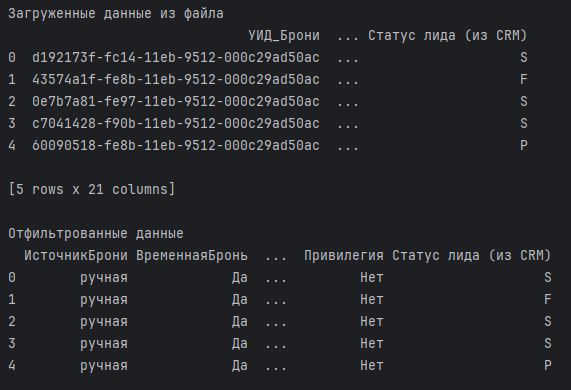 Загруженные данные из файла
УИД_Брони ... Статус лида (из CRM)
0 d192173f-fc14-11eb-9512-000c29ad50ac ... S
1 43574a1f-fe8b-11eb-9512-000c29ad50ac ... F
2 0e7b7a81-fe97-11eb-9512-000c29ad50ac ... S
3 c7041428-f90b-11eb-9512-000c29ad50ac ... S
4 60090518-fe8b-11eb-9512-000c29ad50ac ... P
[5 rows x 21 columns]
Отфильтрованные данные
ИсточникБрони ВременнаяБронь ... Привилегия Статус лида (из CRM)
0 ручная Да ... Нет S
1 ручная Да ... Нет F
2 ручная Да ... Нет S
3 ручная Да ... Нет S
4 ручная Да ... Нет P